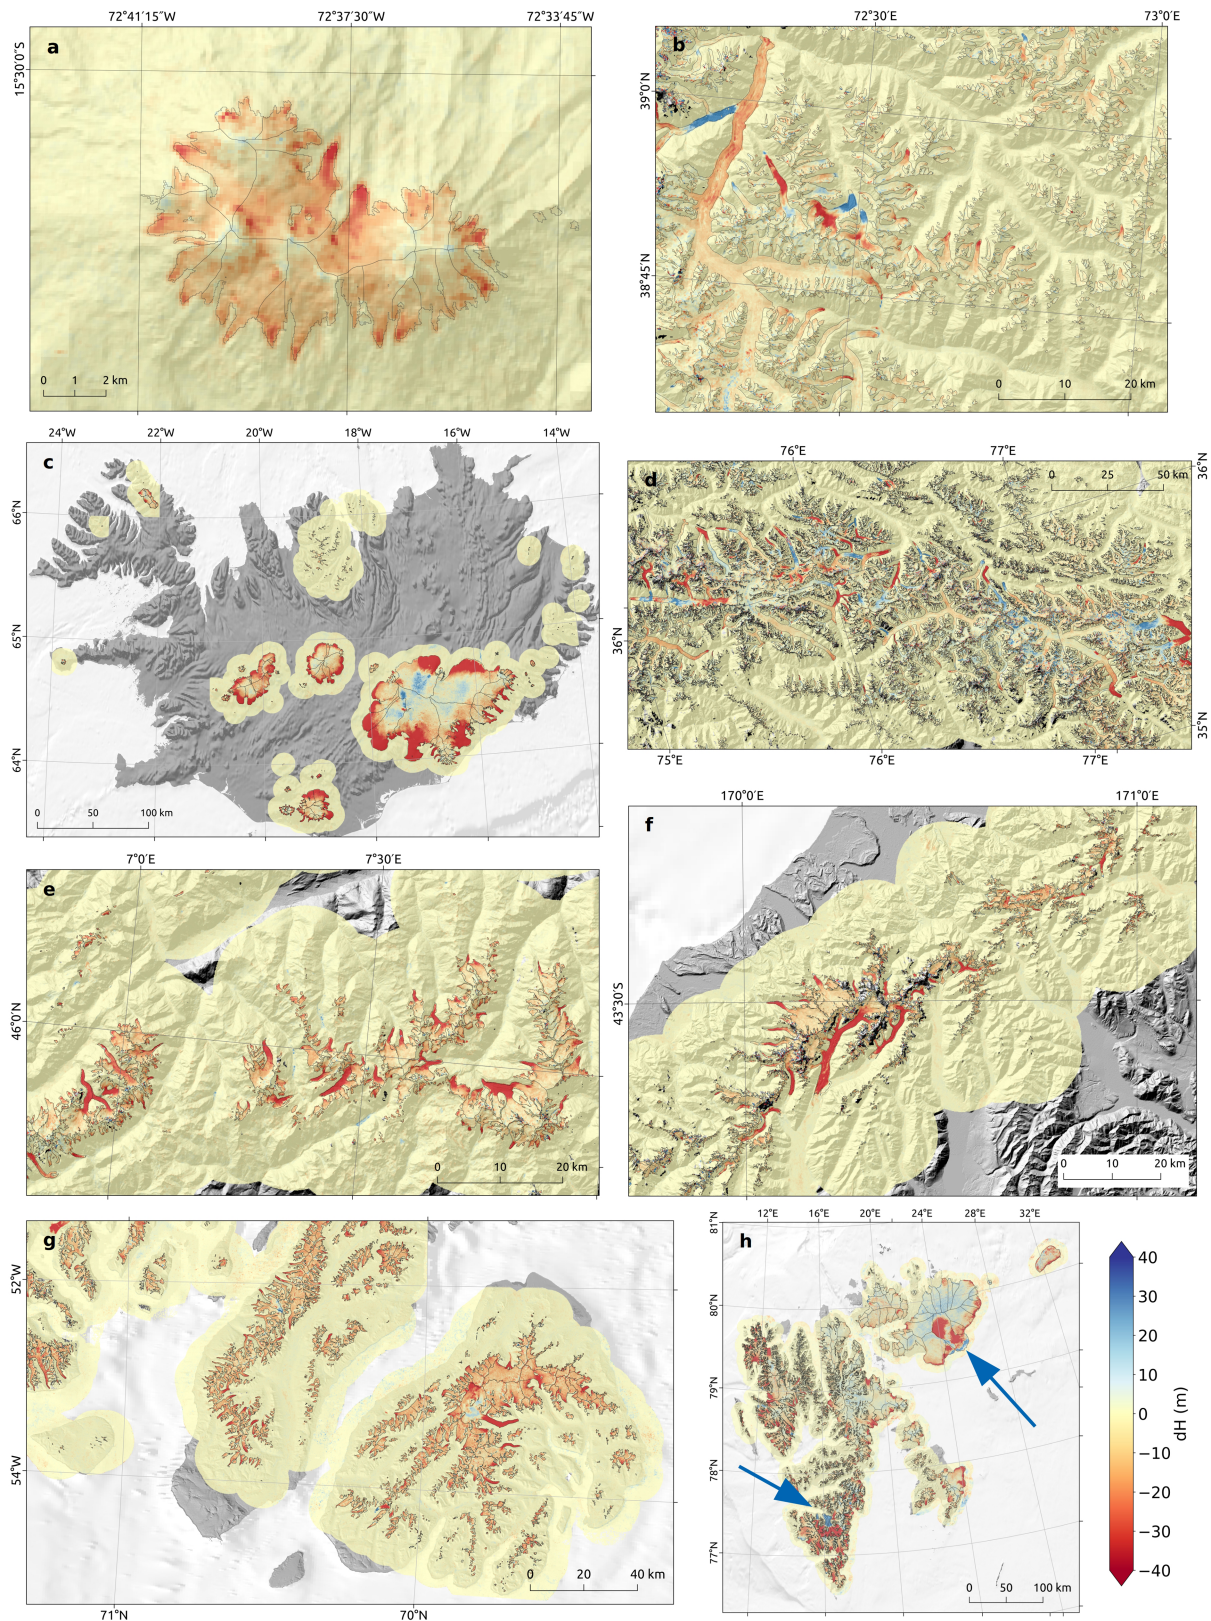 72°41′15″W 72°37′30″W 72°33′45″W
15°30′0″S
a
0 1 2 km
72°30′E 73°0′E
39°0′N
38°45′N
b
0 10 20 km
24°W 22°W 20°W 18°W 16°W 14°W
66°N
65°N
64°N
c
0 50 100 km
76°E 77°E
36°N
d
0 25 50 km
36°N
35°N
75°E 76°E 77°E
7°0′E 7°30′E
46°0′N
e
0 10 20 km
170°0′E 171°0′E
43°30′S
f
0 10 20 km
g
52°W
54°W
0 20 40 km
71°N 70°N
12°E 16°E 20°E 24°E 28°E 32°E
81°N
80°N
79°N
78°N
77°N
h
0 50 100 km
40
30
20
10
0
−10
−20
−30
−40
dH (m)